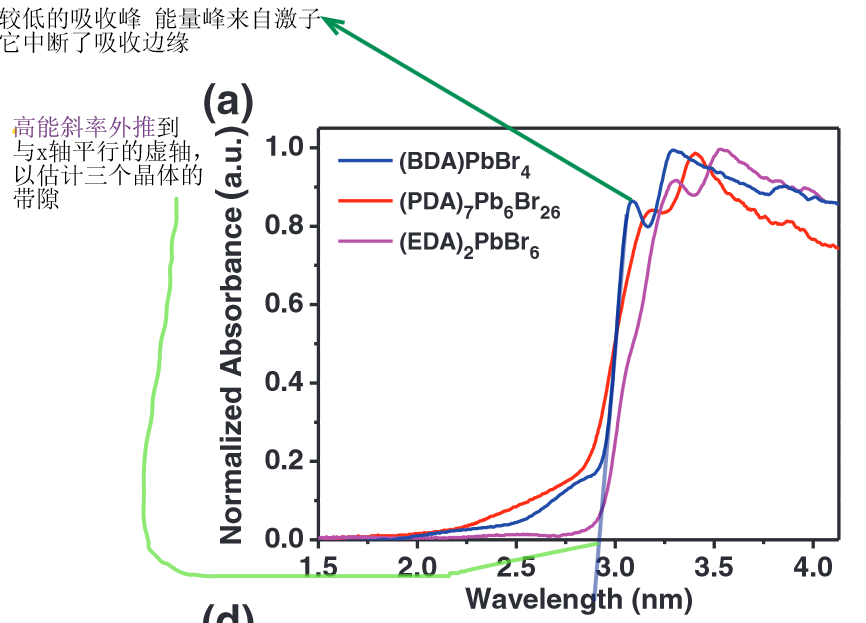 较低的吸收峰 能量峰来自激子
它中断了吸收边缘
(a)
高能斜率外推到
与x轴平行的虚轴，
以估计三个晶体的
带隙
Normalized Absorbance (a.u.)
1.0
0.8
0.6
0.4
0.2
0.0
(BDA)PbBr4
(PDA)7Pb6Br26
(EDA)2PbBr6
1.5 2.0 2.5 3.0 3.5 4.0
Wavelength (nm)
(d)